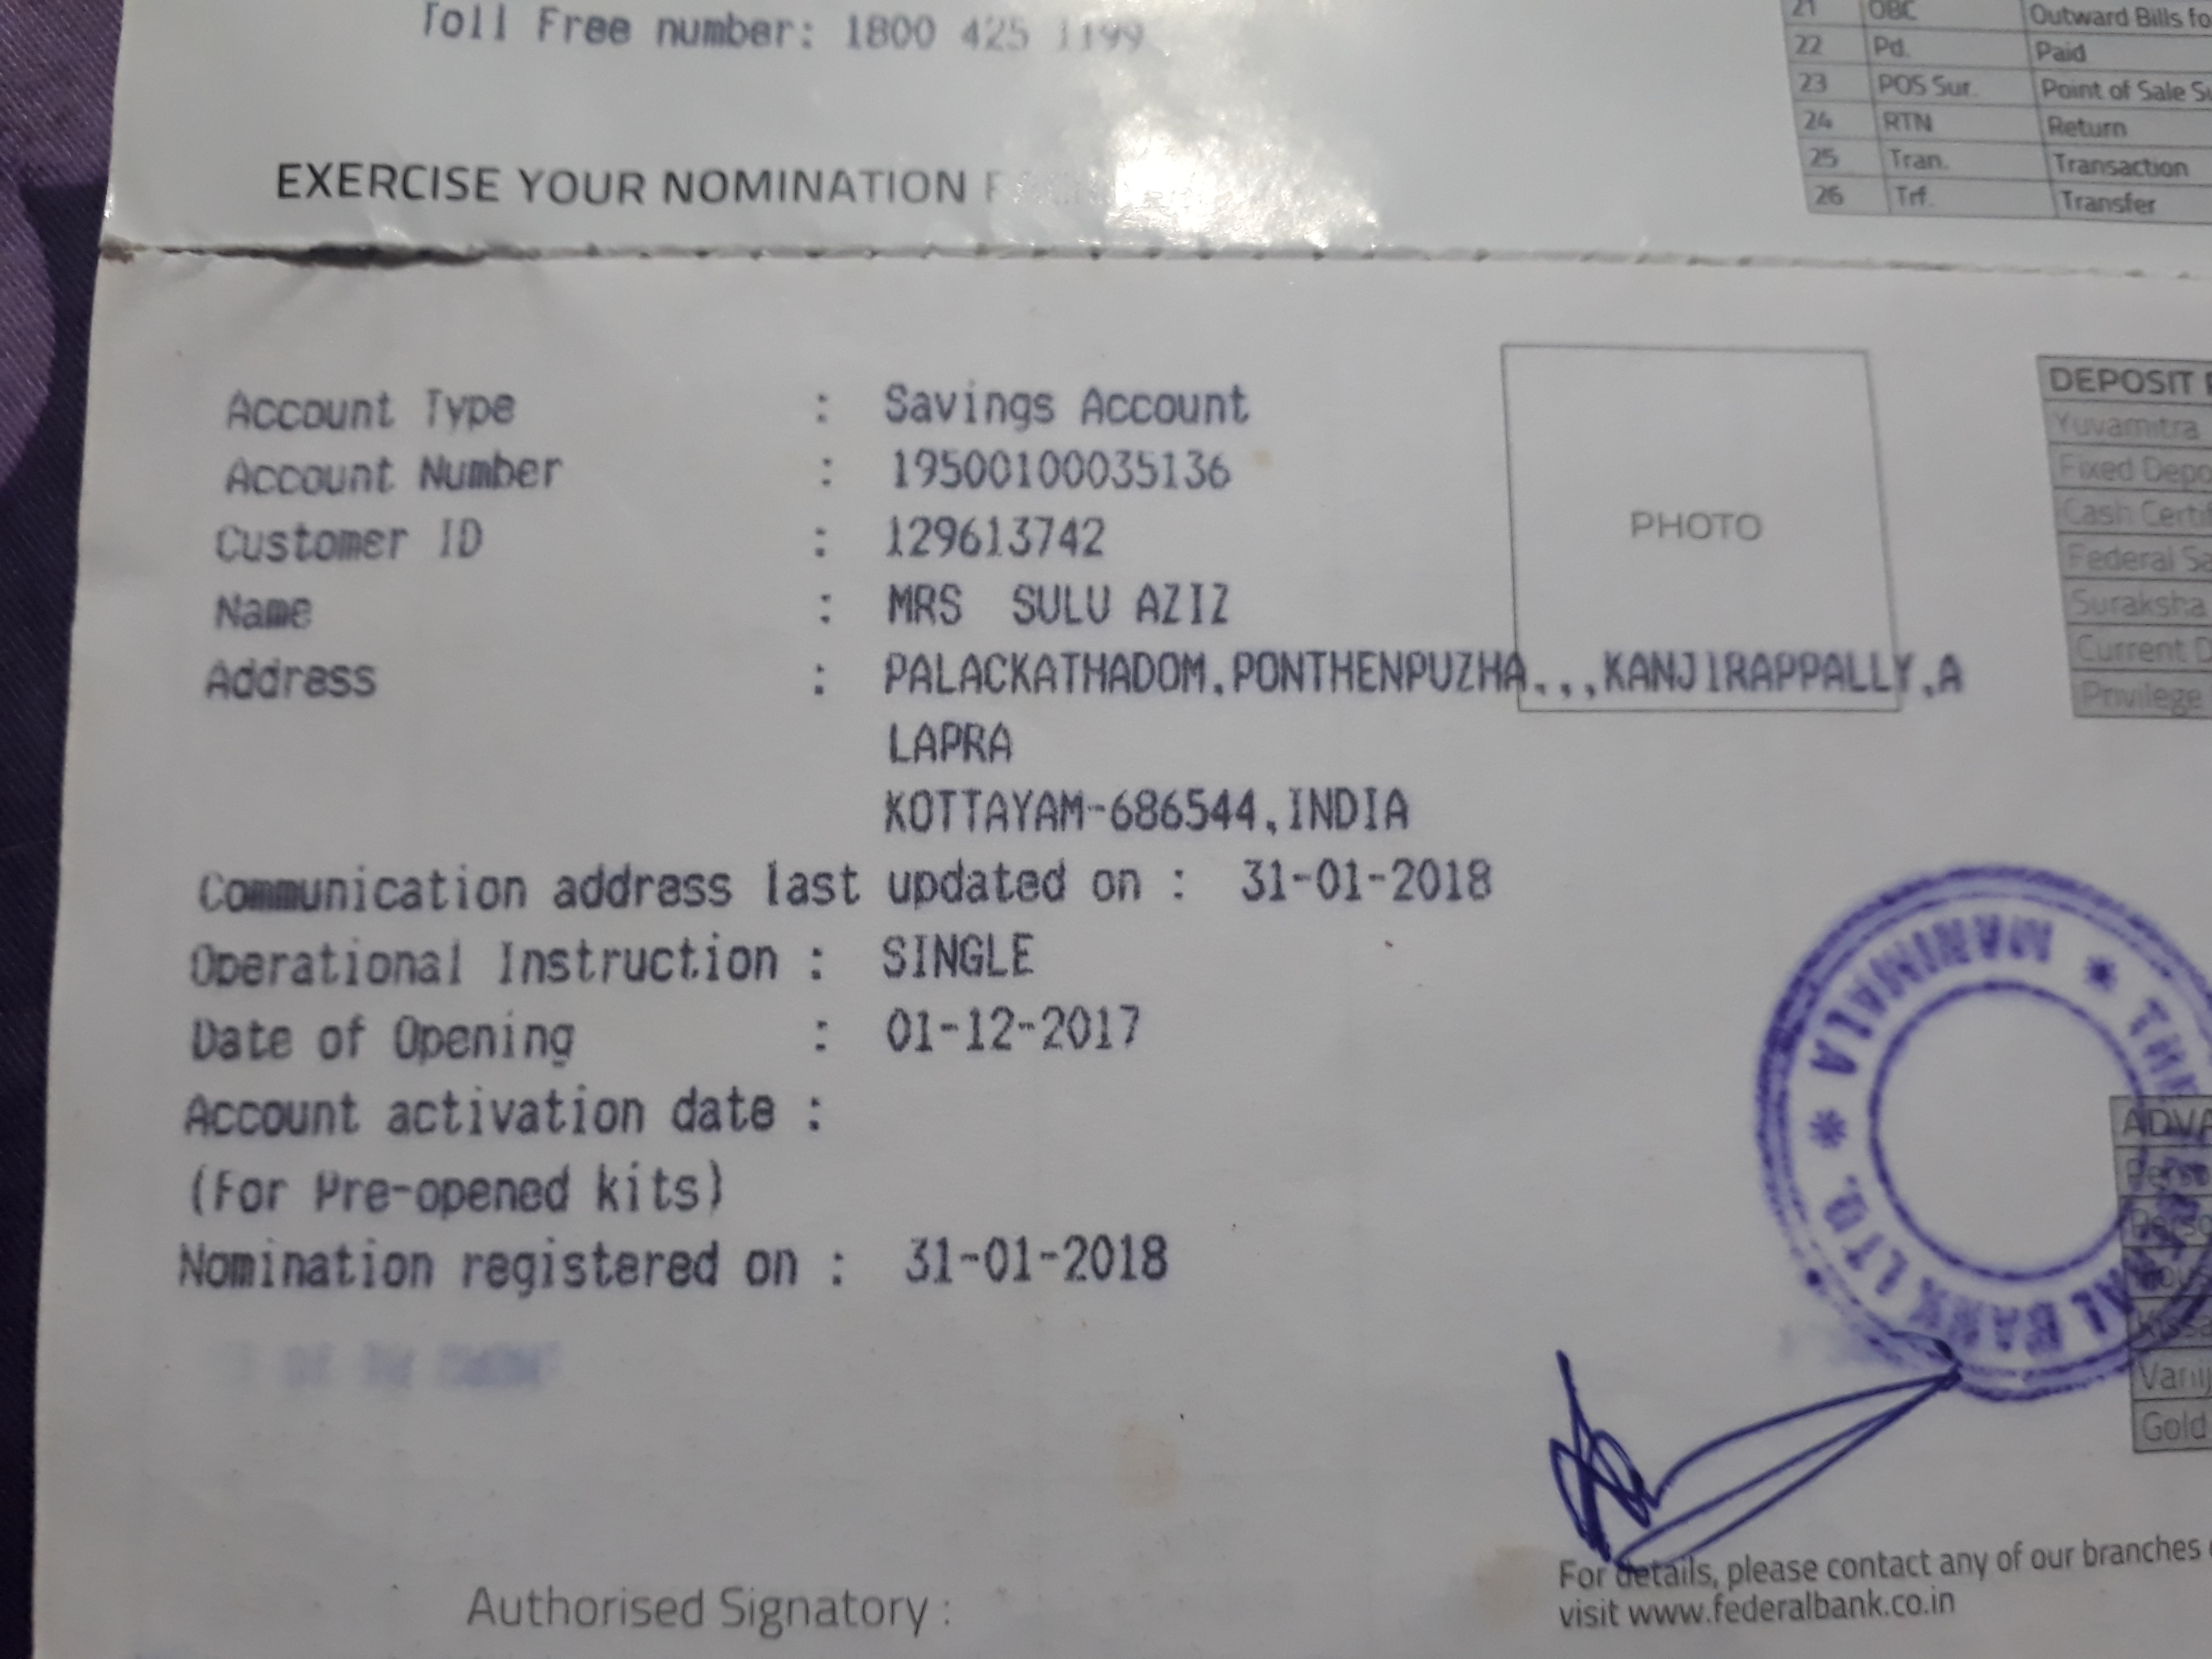 Toll Free number: 1800 425 1199
EXERCISE YOUR NOMINATION
21 OBC Outward Bills fo
22 Pd. Paid
23 POS Sur. Point of Sale Su
24 RTN Return
25 Tran. Transaction
26 Trf. Transfer
Account Type : Savings Account
Account Number : 19500100035136
Customer ID : 129613742
Name : MRS SULU AZIZ
Address : PALACKATHADOM,PONTHENPUZHA,,,KANJIRAPPALLY,A
LAPRA
KOTTAYAM-686544,INDIA
Communication address last updated on : 31-01-2018
Operational Instruction : SINGLE
Date of Opening : 01-12-2017
Account activation date :
(For Pre-opened kits)
Nomination registered on : 31-01-2018
Authorised Signatory :
PHOTO
DEPOSIT
Yuvamitra
Fixed Depo
Cash Certif
Federal Sa
Suraksha
Current D
Privilege
MANIMALA * THE
AL BANK LTD. *
ADVA
Perso
Perso
Hous
Kissa
Vanij
Gold
For details, please contact any of our branches
visit www.federalbank.co.in